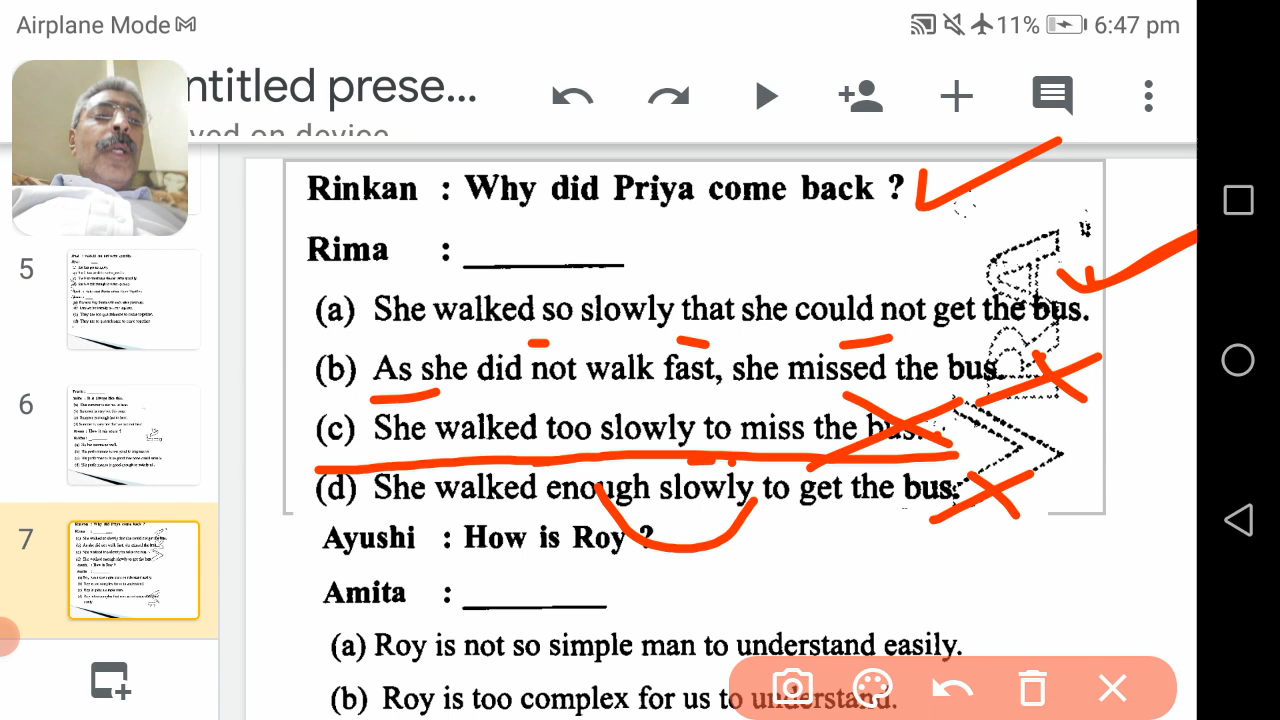 Airplane Mode
11% 6:47 pm
ntitled prese...
ved on device
Rinkan : Why did Priya come back ?
Rima : ________
(a) She walked so slowly that she could not get the bus.
(b) As she did not walk fast, she missed the bus.
(c) She walked too slowly to miss the bus.
(d) She walked enough slowly to get the bus.
Ayushi : How is Roy ?
Amita : ________
(a) Roy is not so simple man to understand easily.
(b) Roy is too complex for us to understand.
5
6
7